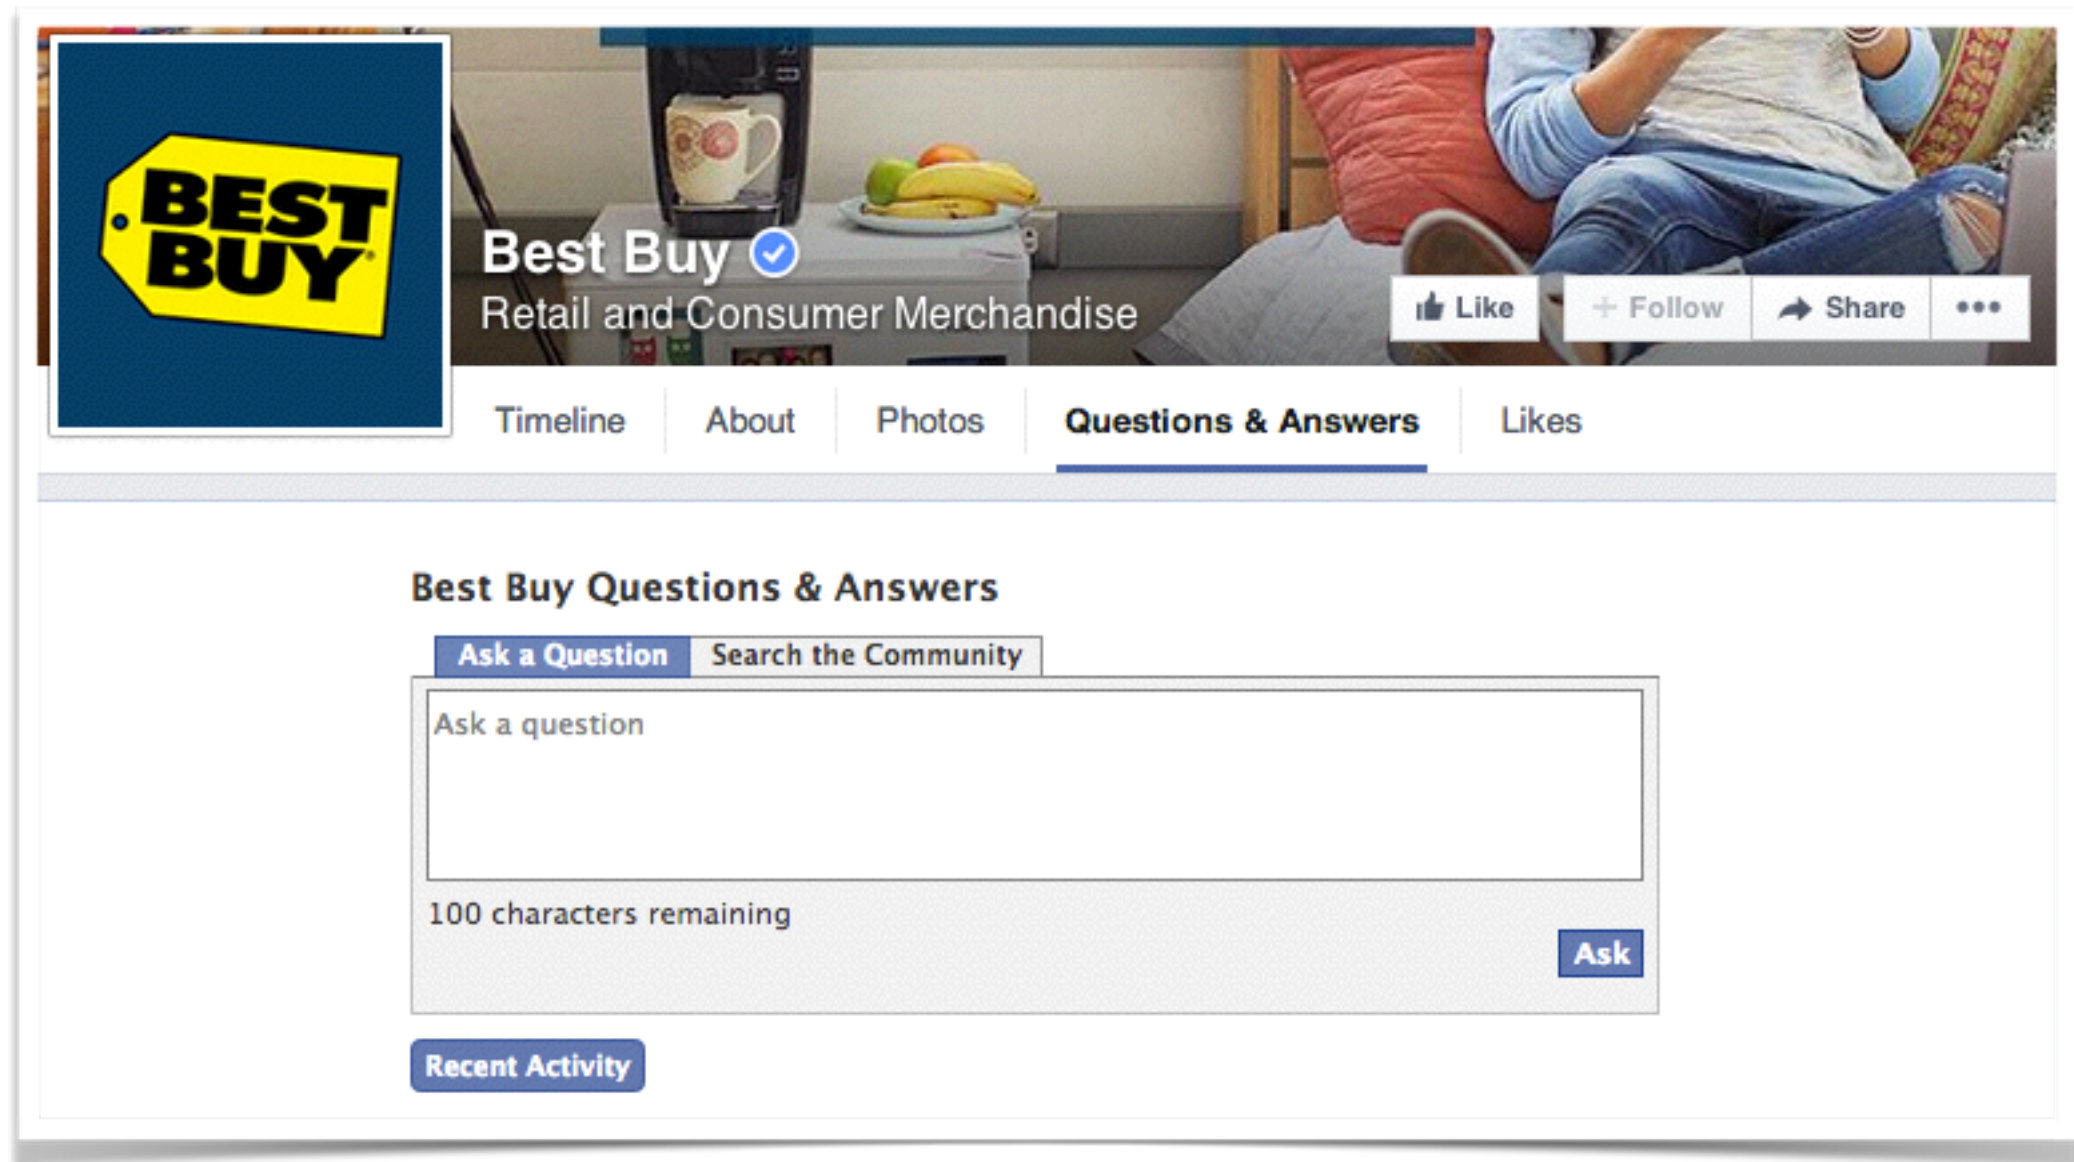 BEST
BUY
Best Buy
Retail and Consumer Merchandise
Like
+ Follow
Share
Timeline
About
Photos
Questions & Answers
Likes
Best Buy Questions & Answers
Ask a Question
Search the Community
Ask a question
100 characters remaining
Ask
Recent Activity